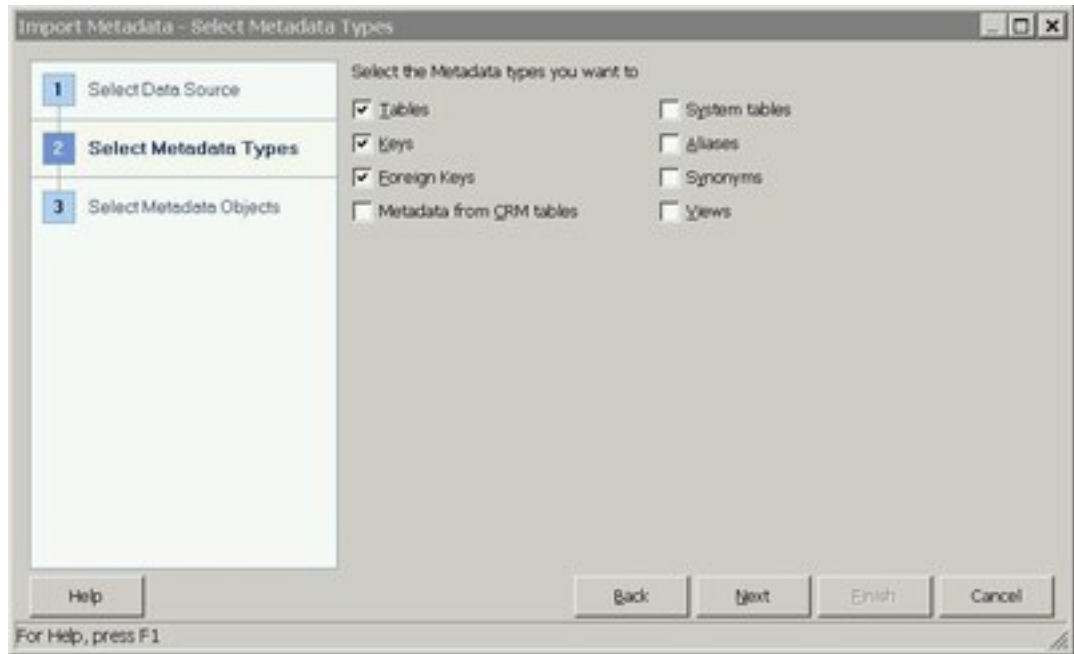 Import Metadata - Select Metadata Types
1 Select Data Source
2 Select Metadata Types
3 Select Metadata Objects
Select the Metadata types you want to
Tables
System tables
Keys
Aliases
Foreign Keys
Synonyms
Metadata from CRM tables
Views
Help
Back
Next
Finish
Cancel
For Help, press F1